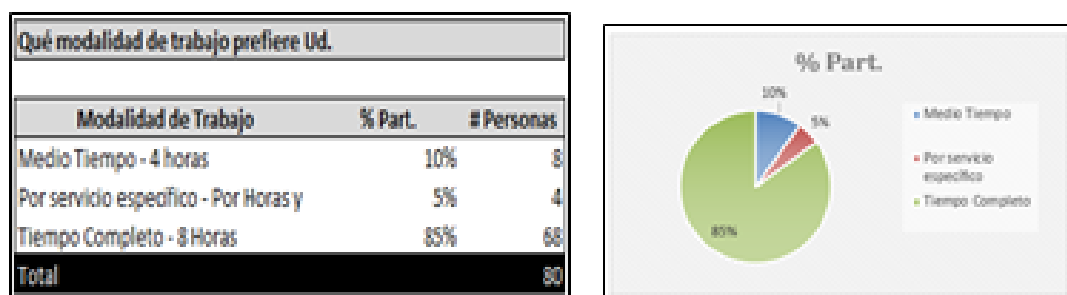 Qué modalidad de trabajo prefiere Ud.
Modalidad de Trabajo % Part. # Personas
Medio Tiempo - 4 horas 10% 8
Por servicio específico - Por Horas y 5% 4
Tiempo Completo - 8 Horas 85% 68
Total 80
% Part.
10%
5%
85%
Medio Tiempo
Por servicio
específico
Tiempo Completo